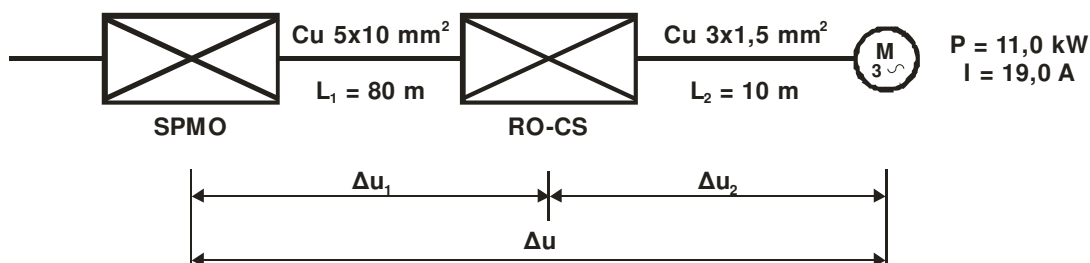 Cu 5x10 mm²
L₁ = 80 m
SPMO
Cu 3x1,5 mm²
L₂ = 10 m
RO-CS
M
3 ~
P = 11,0 kW
I = 19,0 A
Δu₁
Δu₂
Δu